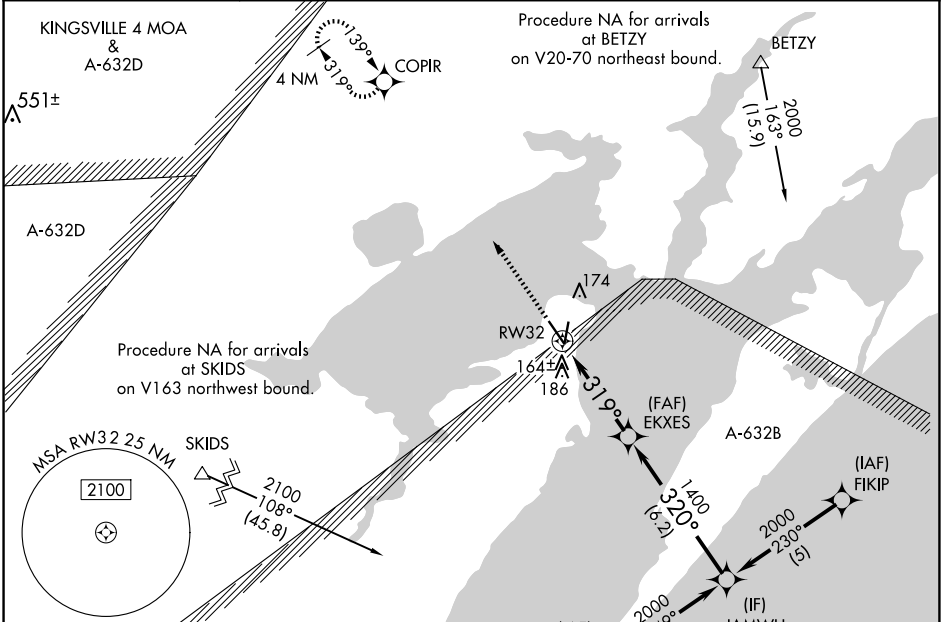 KINGSVILLE 4 MOA
&
A-632D
551±
A-632D
139°
319°
4 NM
COPIR
Procedure NA for arrivals
at BETZY
on V20-70 northeast bound.
BETZY
2000
163°
(15.9)
174
RW32
164±
186
Procedure NA for arrivals
at SKIDS
on V163 northwest bound.
319°
(FAF)
EKXES
A-632B
(IAF)
FIKIP
SKIDS
2100
108°
(45.8)
MSA RW32 25 NM
2100
1400
320°
(6.2)
2000
230°
(5)
2000
(IF)